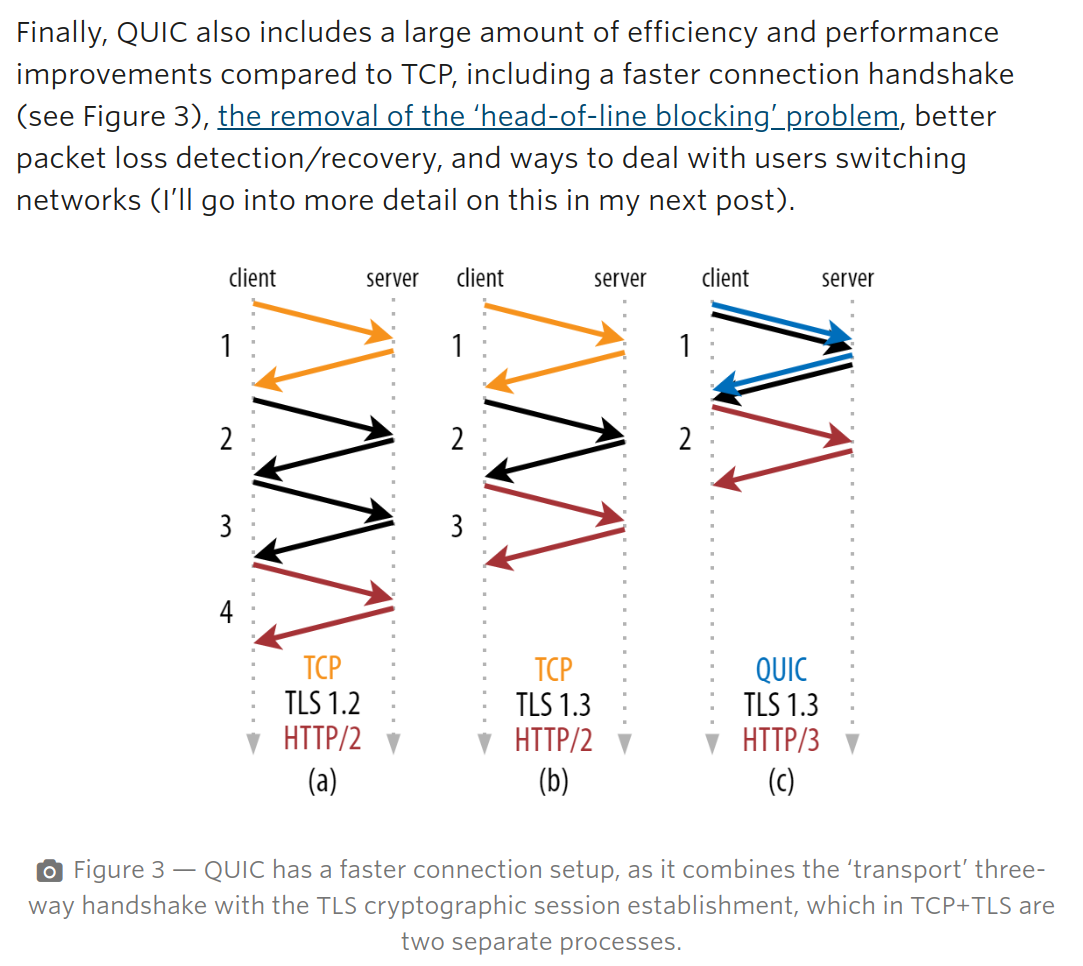 Finally, QUIC also includes a large amount of efficiency and performance
improvements compared to TCP, including a faster connection handshake
(see Figure 3), the removal of the ‘head-of-line blocking’ problem, better
packet loss detection/recovery, and ways to deal with users switching
networks (I’ll go into more detail on this in my next post).
client server client server client server
1 1 1
2 2 2
3 3
4
TCP TCP QUIC
TLS 1.2 TLS 1.3 TLS 1.3
HTTP/2 HTTP/2 HTTP/3
(a) (b) (c)
Figure 3 — QUIC has a faster connection setup, as it combines the ‘transport’ three-
way handshake with the TLS cryptographic session establishment, which in TCP+TLS are
two separate processes.